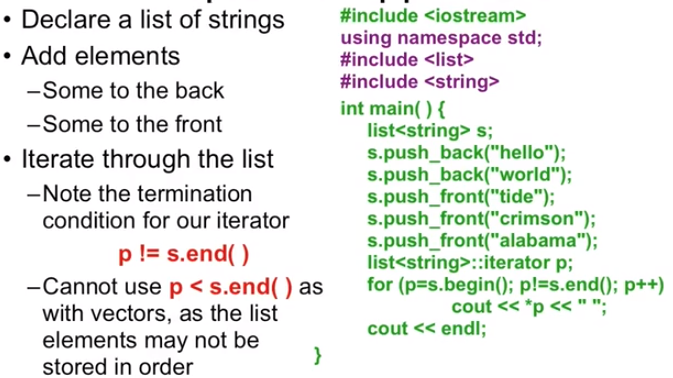 • Declare a list of strings
• Add elements
–Some to the back
–Some to the front
• Iterate through the list
–Note the termination
condition for our iterator
p != s.end( )
–Cannot use p < s.end( ) as
with vectors, as the list
elements may not be
stored in order
#include <iostream>
using namespace std;
#include <list>
#include <string>
int main( ) {
list<string> s;
s.push_back("hello");
s.push_back("world");
s.push_front("tide");
s.push_front("crimson");
s.push_front("alabama");
list<string>::iterator p;
for (p=s.begin(); p!=s.end(); p++)
cout << *p << " ";
cout << endl;
}